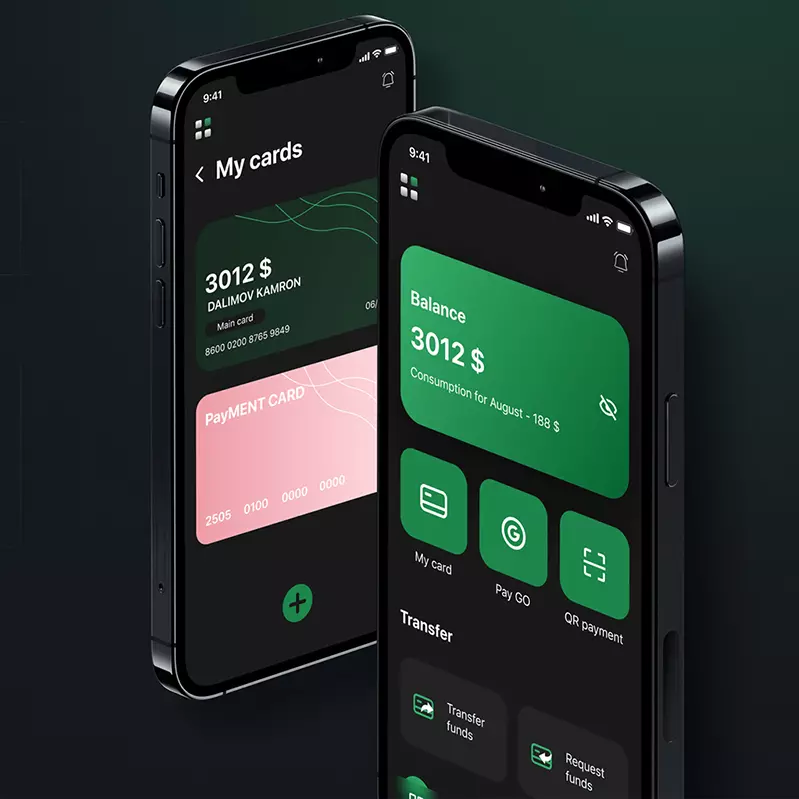 9:41
My cards
3012 $
DALIMOV KAMRON
06/
Main card
8600 0200 8765 9849
PayMENT CARD
2505 0100 0000 0000
9:41
Balance
3012 $
Consumption for August - 188 $
My card
Pay GO
QR payment
Transfer
Transfer
funds
Request
funds